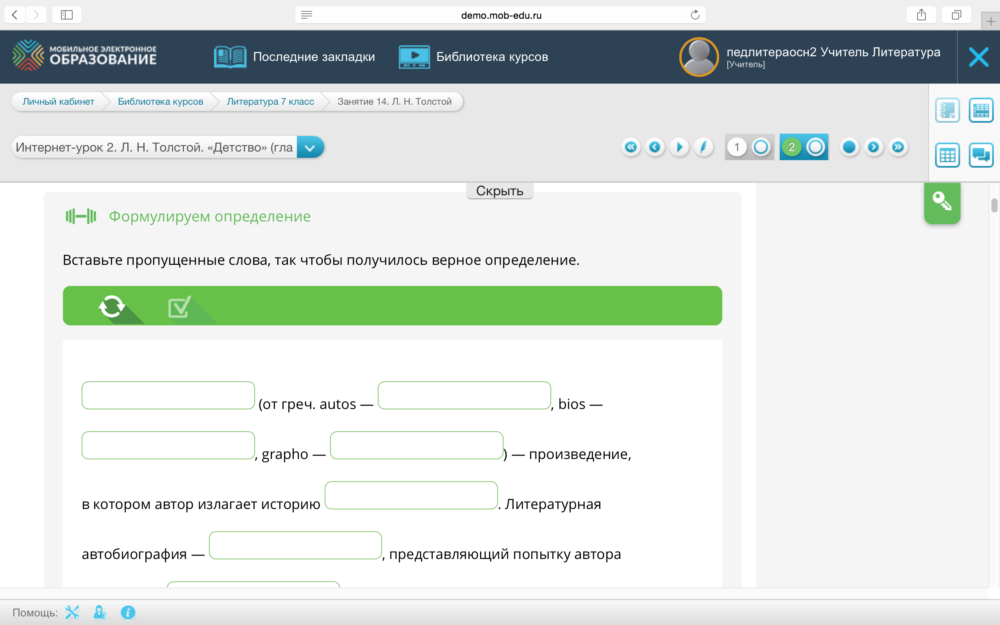 demo.mob-edu.ru
МОБИЛЬНОЕ ЭЛЕКТРОННОЕ
ОБРАЗОВАНИЕ
Последние закладки
Библиотека курсов
педлитераосн2 Учитель Литература
[Учитель]
Личный кабинет
Библиотека курсов
Литература 7 класс
Занятие 14. Л. Н. Толстой
Интернет-урок 2. Л. Н. Толстой. «Детство» (гла
1
2
Скрыть
Формулируем определение
Вставьте пропущенные слова, так чтобы получилось верное определение.
(от греч. autos — , bios —
, grapho — ) — произведение,
в котором автор излагает историю . Литературная
автобиография — , представляющий попытку автора
Помощь: